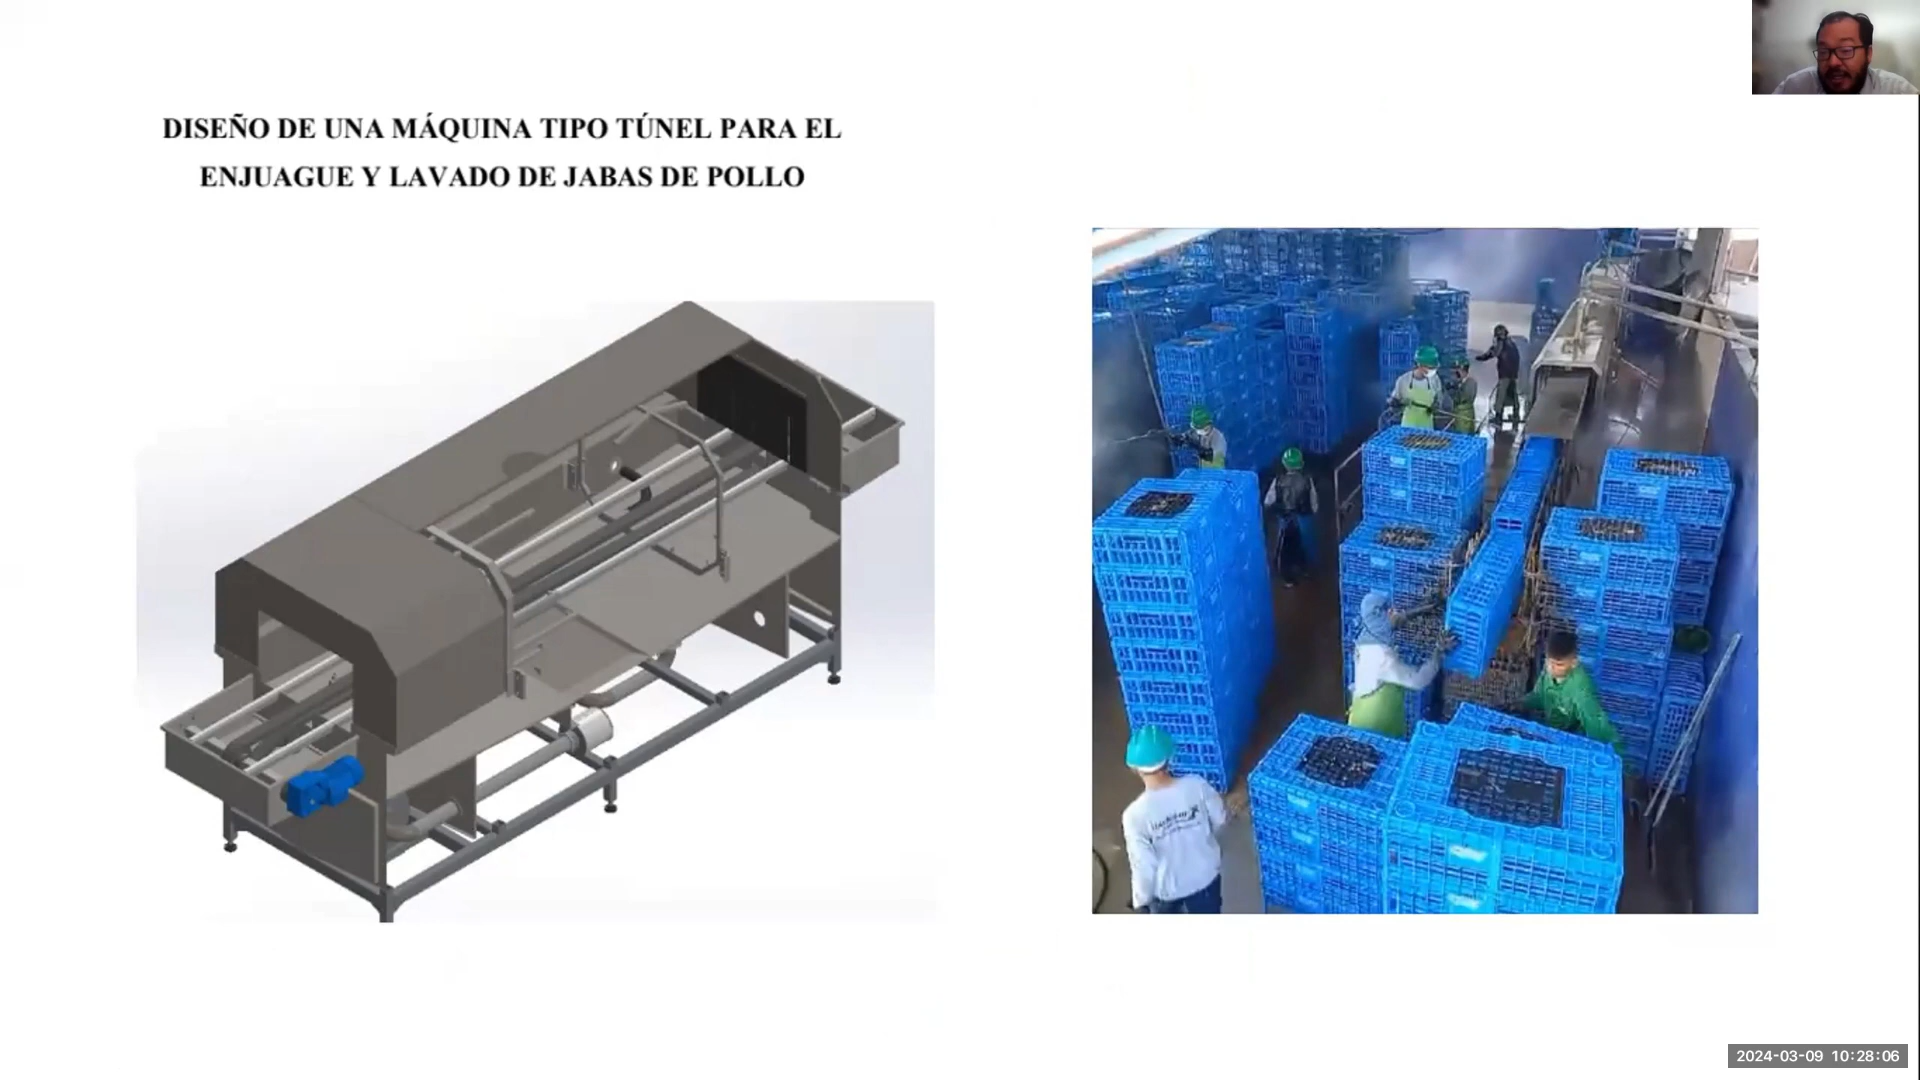 DISEÑO DE UNA MÁQUINA TIPO TÚNEL PARA EL
ENJUAGUE Y LAVADO DE JABAS DE POLLO
2024-03-09 10:28:06